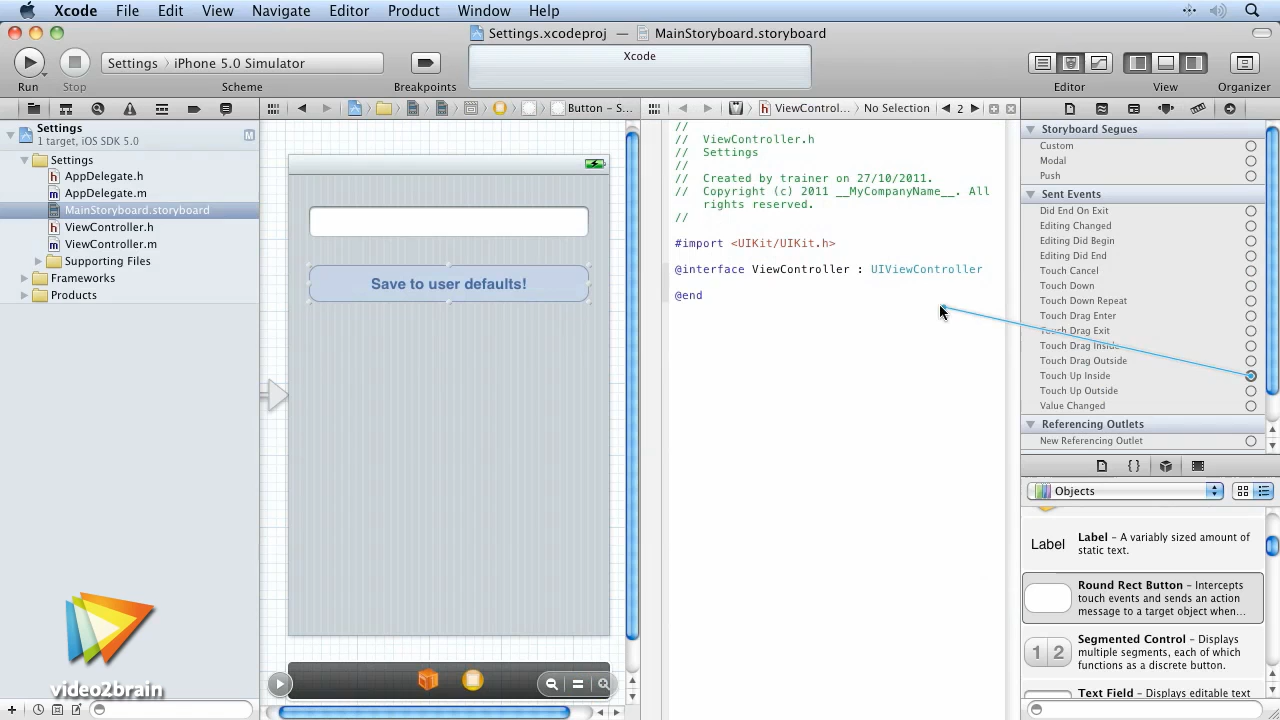 Xcode File Edit View Navigate Editor Product Window Help
Settings.xcodeproj — MainStoryboard.storyboard
Settings iPhone 5.0 Simulator
Xcode
Run Stop Scheme Breakpoints Editor View Organizer
Button - S...
ViewControl... No Selection 2
Settings
1 target, iOS SDK 5.0
M
Settings
h AppDelegate.h
m AppDelegate.m
MainStoryboard.storyboard
h ViewController.h
m ViewController.m
Supporting Files
Frameworks
Products
Save to user defaults!
//
// ViewController.h
// Settings
//
// Created by trainer on 27/10/2011.
// Copyright (c) 2011 __MyCompanyName__. All
rights reserved.
//
#import <UIKit/UIKit.h>
@interface ViewController : UIViewController
@end
Storyboard Segues
Custom
Modal
Push
Sent Events
Did End On Exit
Editing Changed
Editing Did Begin
Editing Did End
Touch Cancel
Touch Down
Touch Down Repeat
Touch Drag Enter
Touch Drag Exit
Touch Drag Inside
Touch Drag Outside
Touch Up Inside
Touch Up Outside
Value Changed
Referencing Outlets
New Referencing Outlet
Objects
Label
Label - A variably sized amount of
static text.
Round Rect Button - Intercepts
touch events and sends an action
message to a target object when...
1 2
Segmented Control - Displays
multiple segments, each of which
functions as a discrete button.
Text Field - Displays editable text
video2brain